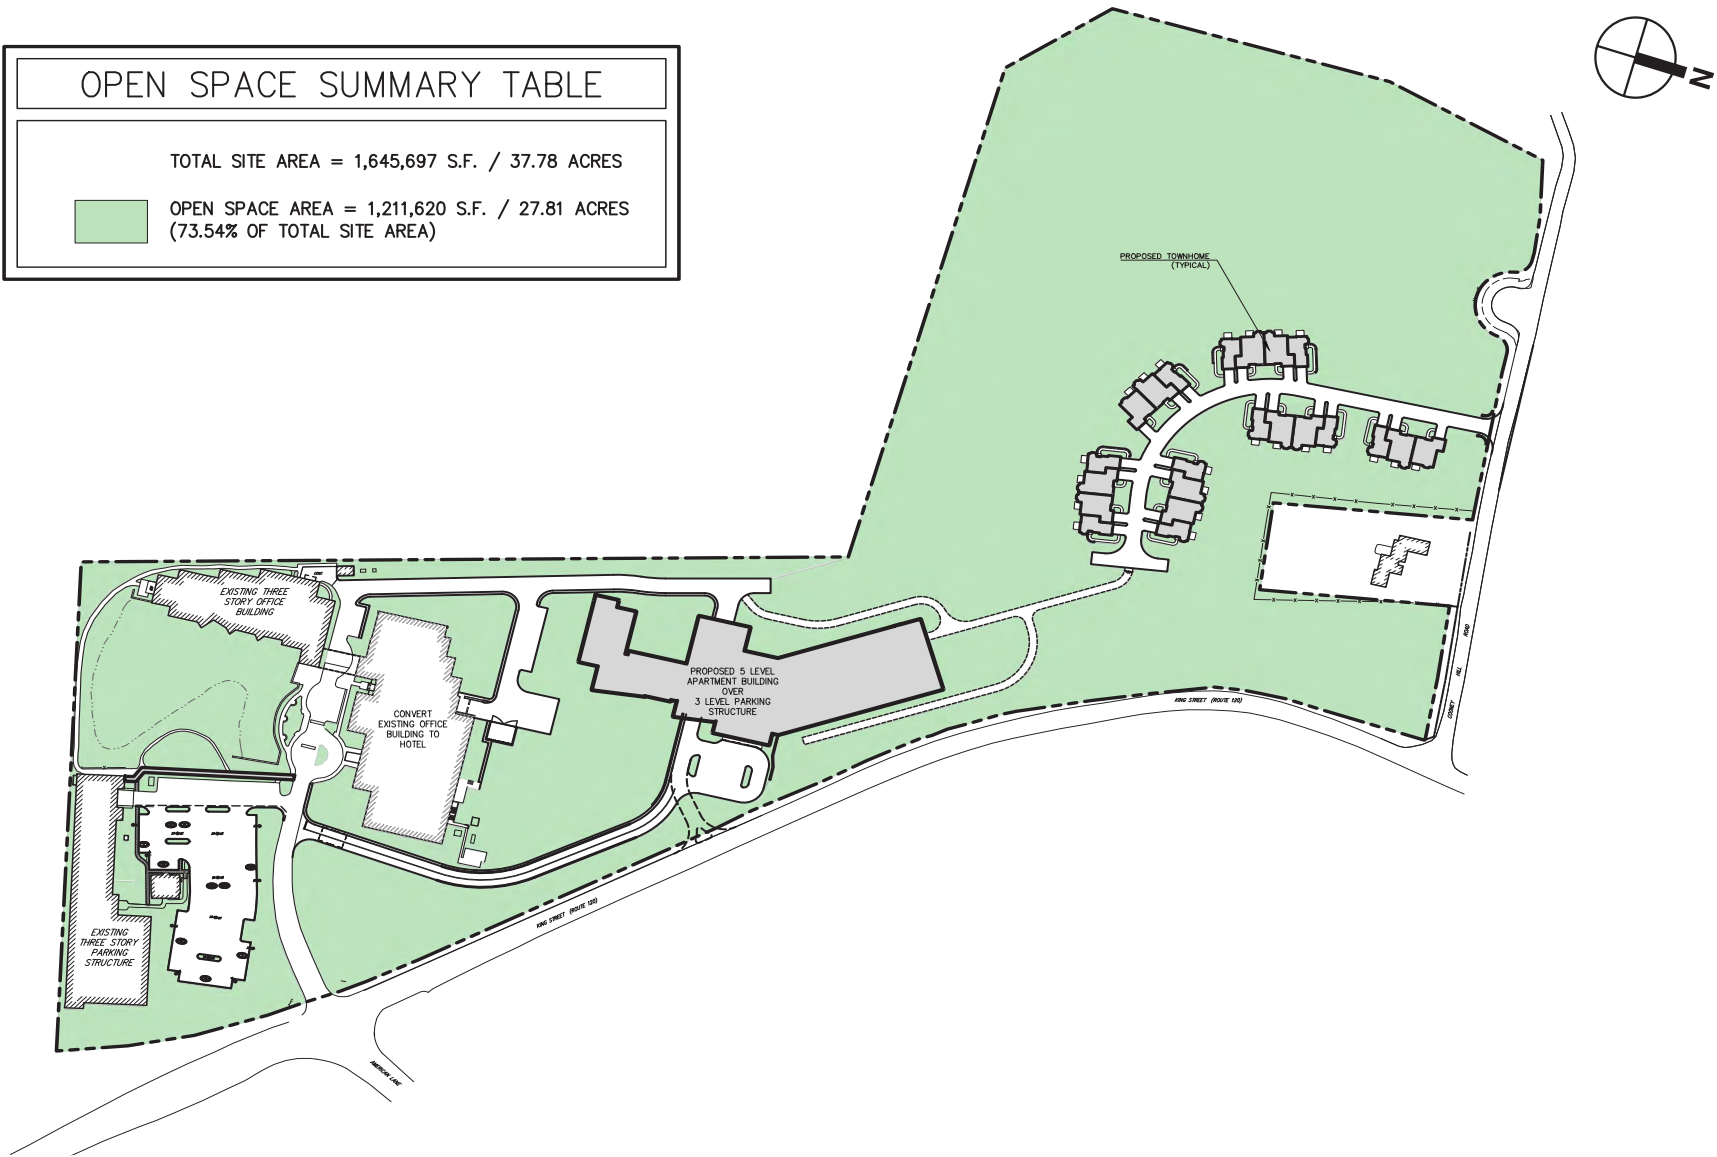 OPEN SPACE SUMMARY TABLE
TOTAL SITE AREA = 1,645,697 S.F. / 37.78 ACRES
OPEN SPACE AREA = 1,211,620 S.F. / 27.81 ACRES
(73.54% OF TOTAL SITE AREA)
N
PROPOSED TOWNHOME
(TYPICAL)
EXISTING THREE
STORY OFFICE
BUILDING
CONVERT
EXISTING OFFICE
BUILDING TO
HOTEL
PROPOSED 5 LEVEL
APARTMENT BUILDING
OVER
3 LEVEL PARKING
STRUCTURE
EXISTING
THREE STORY
PARKING
STRUCTURE
KING STREET (ROUTE 120)
KING STREET (ROUTE 120)
COONEY HILL ROAD
AMERICAN LANE